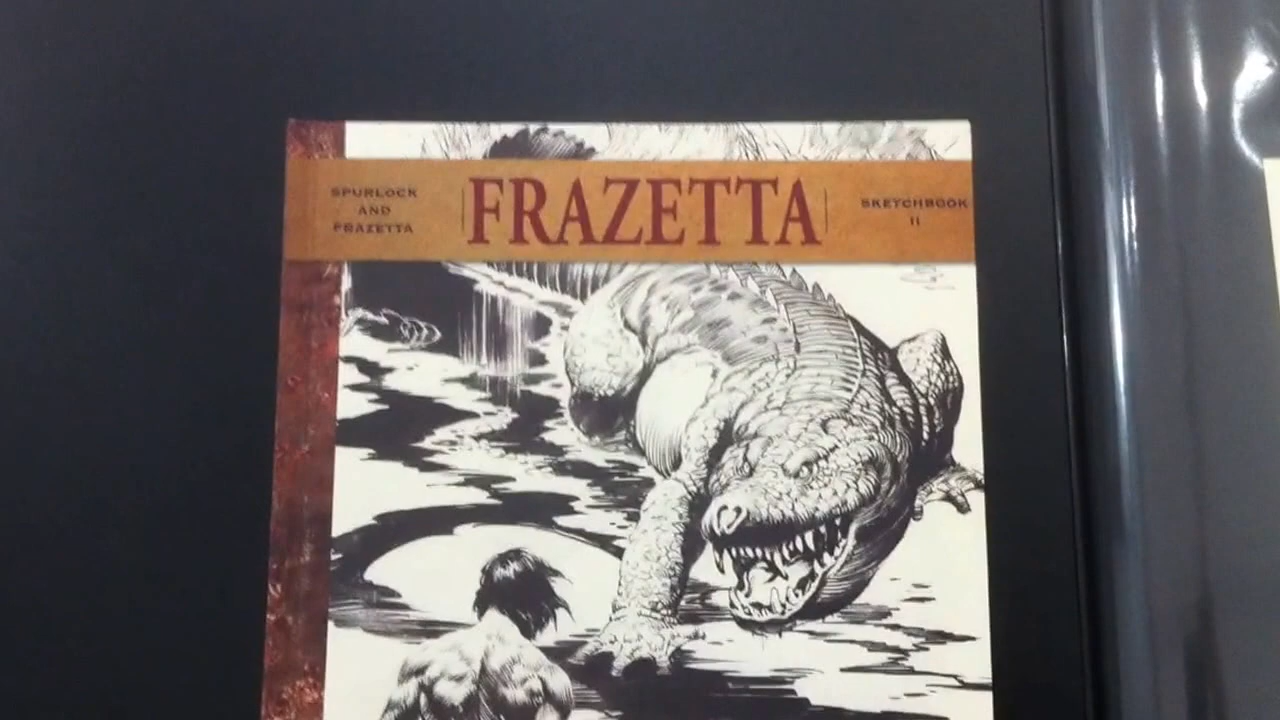 SPURLOCK
AND
FRAZETTA
FRAZETTA
SKETCHBOOK
II